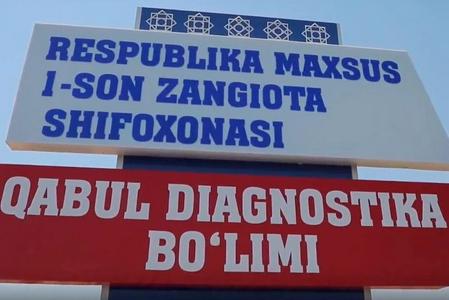 RESPUBLIKA MAXSUS
1-SON ZANGIOTA
SHIFOXONASI
QABUL DIAGNOSTIKA
BO‘LIMI